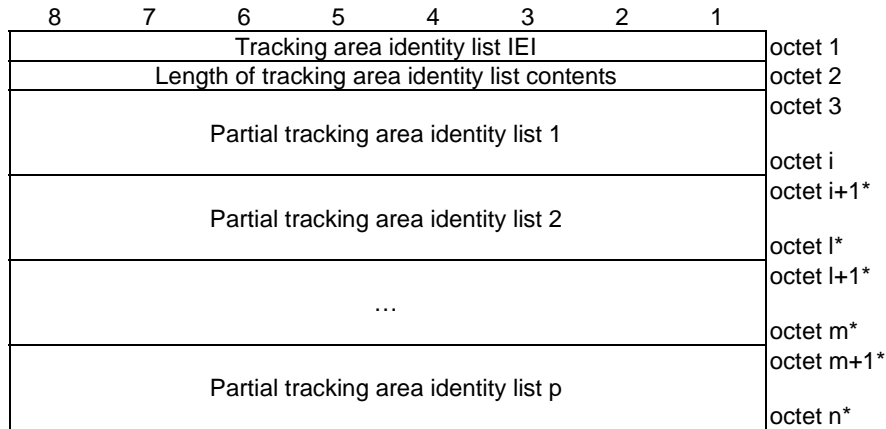 8 7 6 5 4 3 2 1
Tracking area identity list IEI octet 1
Length of tracking area identity list contents octet 2
octet 3
Partial tracking area identity list 1
octet i
octet i+1*
Partial tracking area identity list 2
octet l*
octet l+1*
…
octet m*
octet m+1*
Partial tracking area identity list p
octet n*